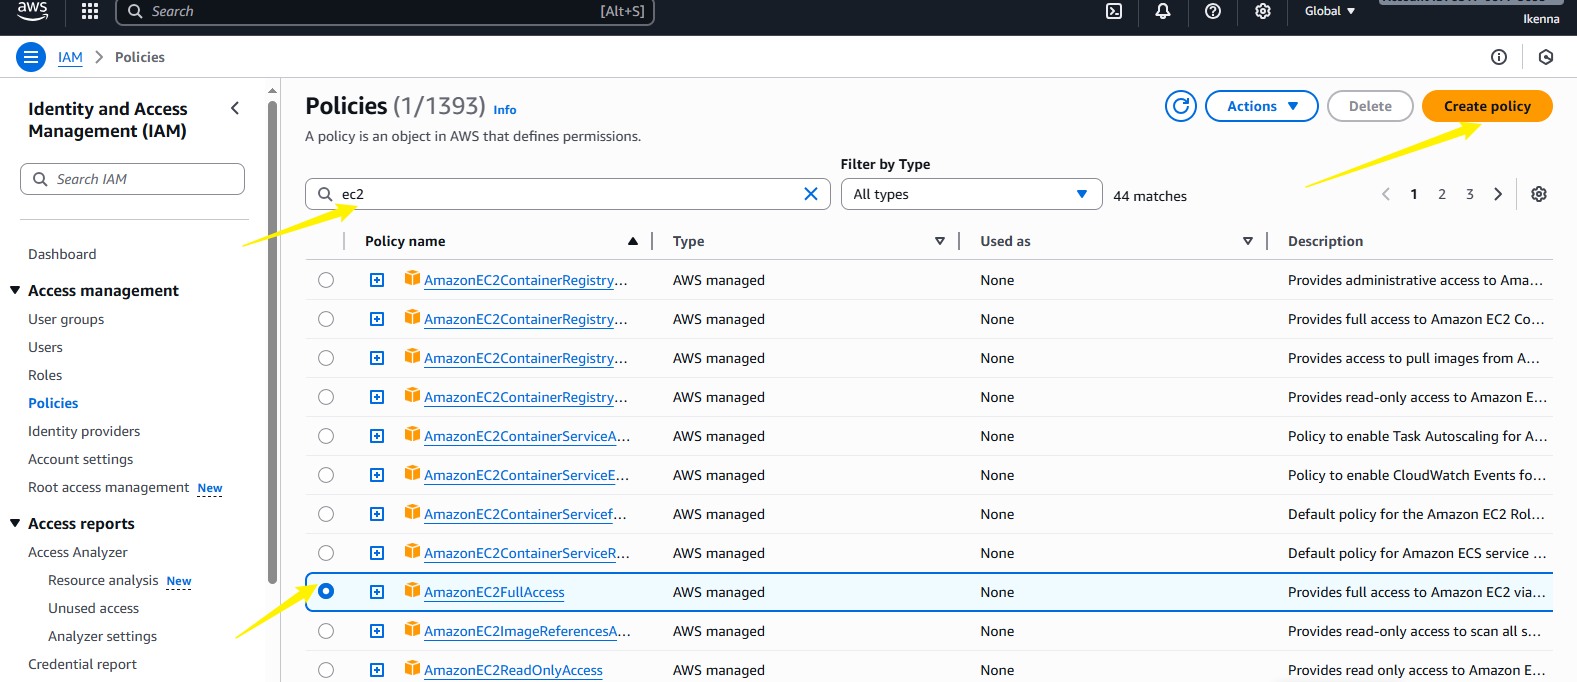 aws
Search
[Alt+S]
Global
Ikenna
IAM
Policies
Identity and Access
Management (IAM)
Search IAM
Dashboard
Access management
User groups
Users
Roles
Policies
Identity providers
Account settings
Root access management New
Access reports
Access Analyzer
Resource analysis New
Unused access
Analyzer settings
Credential report
Policies (1/1393) Info
A policy is an object in AWS that defines permissions.
Actions
Delete
Create policy
Filter by Type
ec2
All types
44 matches
1 2 3
Policy name Type Used as Description
AmazonEC2ContainerRegistry... AWS managed None Provides administrative access to Ama...
AmazonEC2ContainerRegistry... AWS managed None Provides full access to Amazon EC2 Co...
AmazonEC2ContainerRegistry... AWS managed None Provides access to pull images from A...
AmazonEC2ContainerRegistry... AWS managed None Provides read-only access to Amazon E...
AmazonEC2ContainerServiceA... AWS managed None Policy to enable Task Autoscaling for A...
AmazonEC2ContainerServiceE... AWS managed None Policy to enable CloudWatch Events fo...
AmazonEC2ContainerServicef... AWS managed None Default policy for the Amazon EC2 Rol...
AmazonEC2ContainerServiceR... AWS managed None Default policy for Amazon ECS service ...
AmazonEC2FullAccess AWS managed None Provides full access to Amazon EC2 via...
AmazonEC2ImageReferencesA... AWS managed None Provides read-only access to scan all s...
AmazonEC2ReadOnlyAccess AWS managed None Provides read only access to Amazon E...